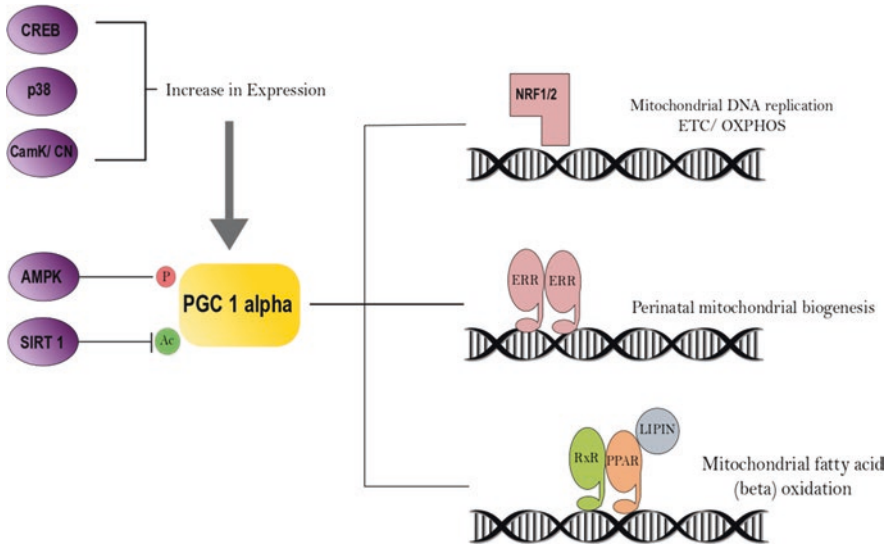 CREB
p38
CamK/ CN
Increase in Expression
AMPK
P
SIRT 1
Ac
PGC 1 alpha
NRF1/2
Mitochondrial DNA replication
ETC/ OXPHOS
ERR
ERR
Perinatal mitochondrial biogenesis
RxR
PPAR
LIPIN
Mitochondrial fatty acid
(beta) oxidation